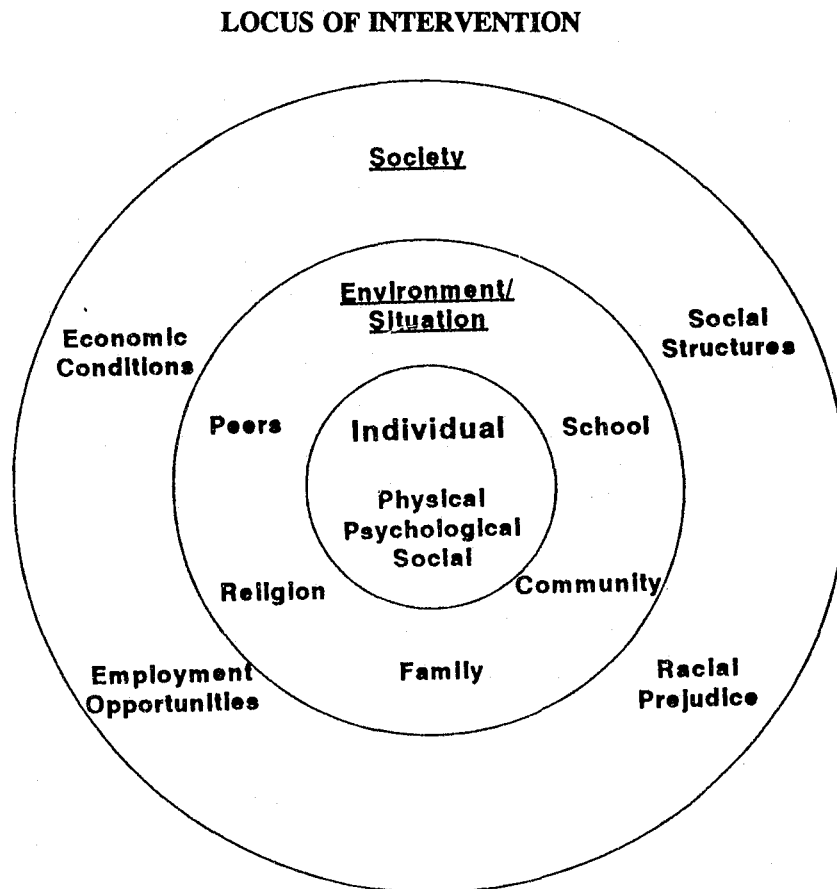 LOCUS OF INTERVENTION
Society
Environment/
Situation
Economic
Conditions
Social
Structures
Peers
Individual
School
Physical
Psychological
Social
Religion
Community
Employment
Opportunities
Family
Racial
Prejudice